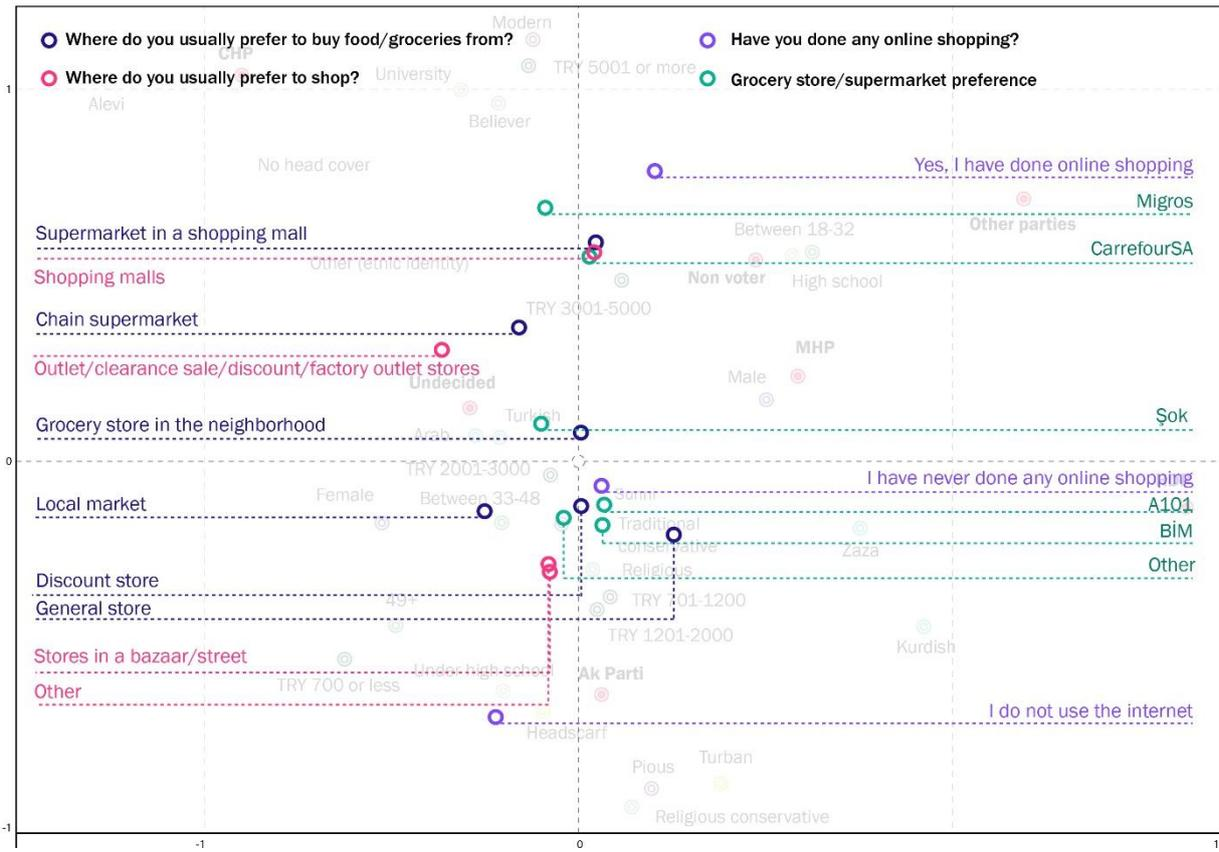 Modern
Where do you usually prefer to buy food/groceries from?
Have you done any online shopping?
CHP
TRY 5001 or more
Where do you usually prefer to shop?
University
Grocery store/supermarket preference
1
Alevi
Believer
No head cover
Yes, I have done online shopping
Migros
Other parties
Between 18-32
Supermarket in a shopping mall
CarrefourSA
Other (ethic identity)
Shopping malls
Non voter
High school
TRY 3001-5000
Chain supermarket
MHP
Outlet/clearance sale/discount/factory outlet stores
Male
Undecided
Turkish
Şok
Grocery store in the neighborhood
Arab
0
TRY 2001-3000
I have never done any online shopping
Female
Between 33-48
Sunni
Local market
A101
Traditional
conservative
BİM
Zaza
Religious
Other
Discount store
49+
TRY 701-1200
General store
TRY 1201-2000
Kurdish
Stores in a bazaar/street
Under high school
Ak Parti
TRY 700 or less
Other
I do not use the internet
Headscarf
Turban
Pious
Religious conservative
-1
-1
0
1